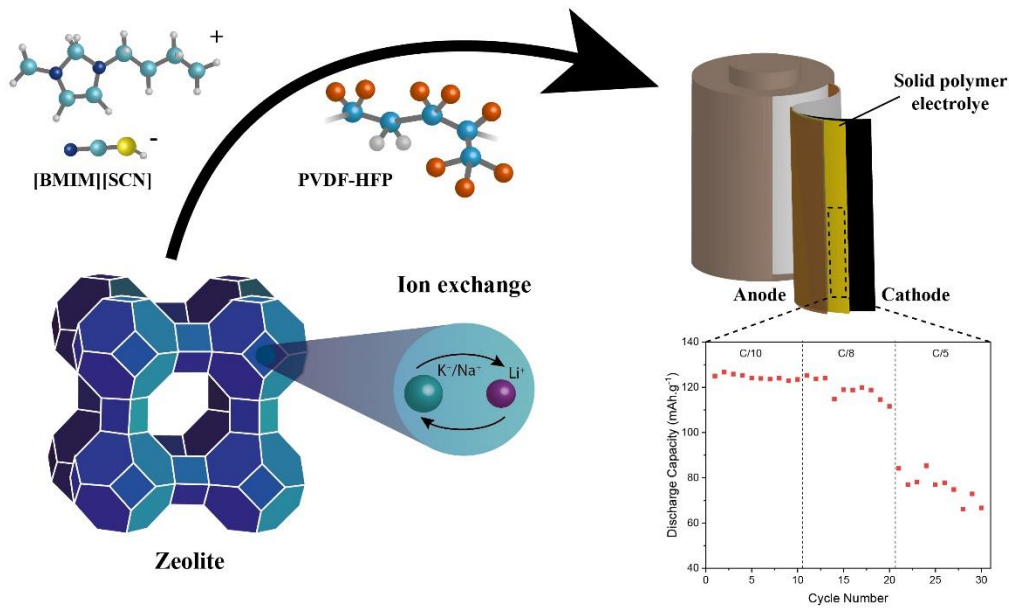 +
-
[BMIM][SCN]
PVDF-HFP
Solid polymer
electrolye
Ion exchange
K⁺/Na⁺
Li⁺
Zeolite
Anode
Cathode
C/10
C/8
C/5
Discharge Capacity (mAh.g⁻¹)
140
120
100
80
60
40
0
5
10
15
20
25
30
Cycle Number